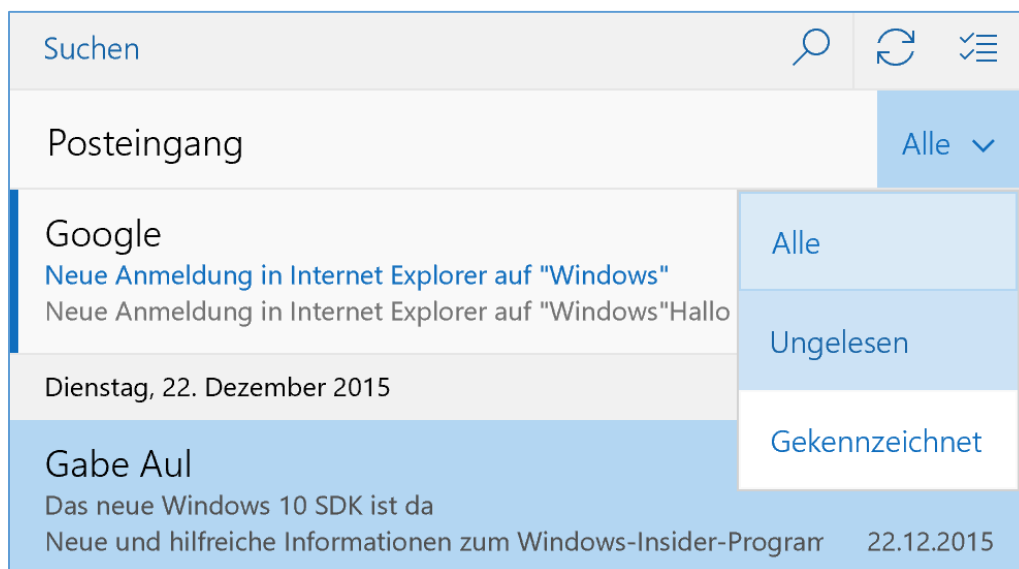 Suchen
Posteingang
Alle
Google
Neue Anmeldung in Internet Explorer auf "Windows"
Neue Anmeldung in Internet Explorer auf "Windows"Hallo
Alle
Ungelesen
Gekennzeichnet
Dienstag, 22. Dezember 2015
Gabe Aul
Das neue Windows 10 SDK ist da
Neue und hilfreiche Informationen zum Windows-Insider-Program 22.12.2015